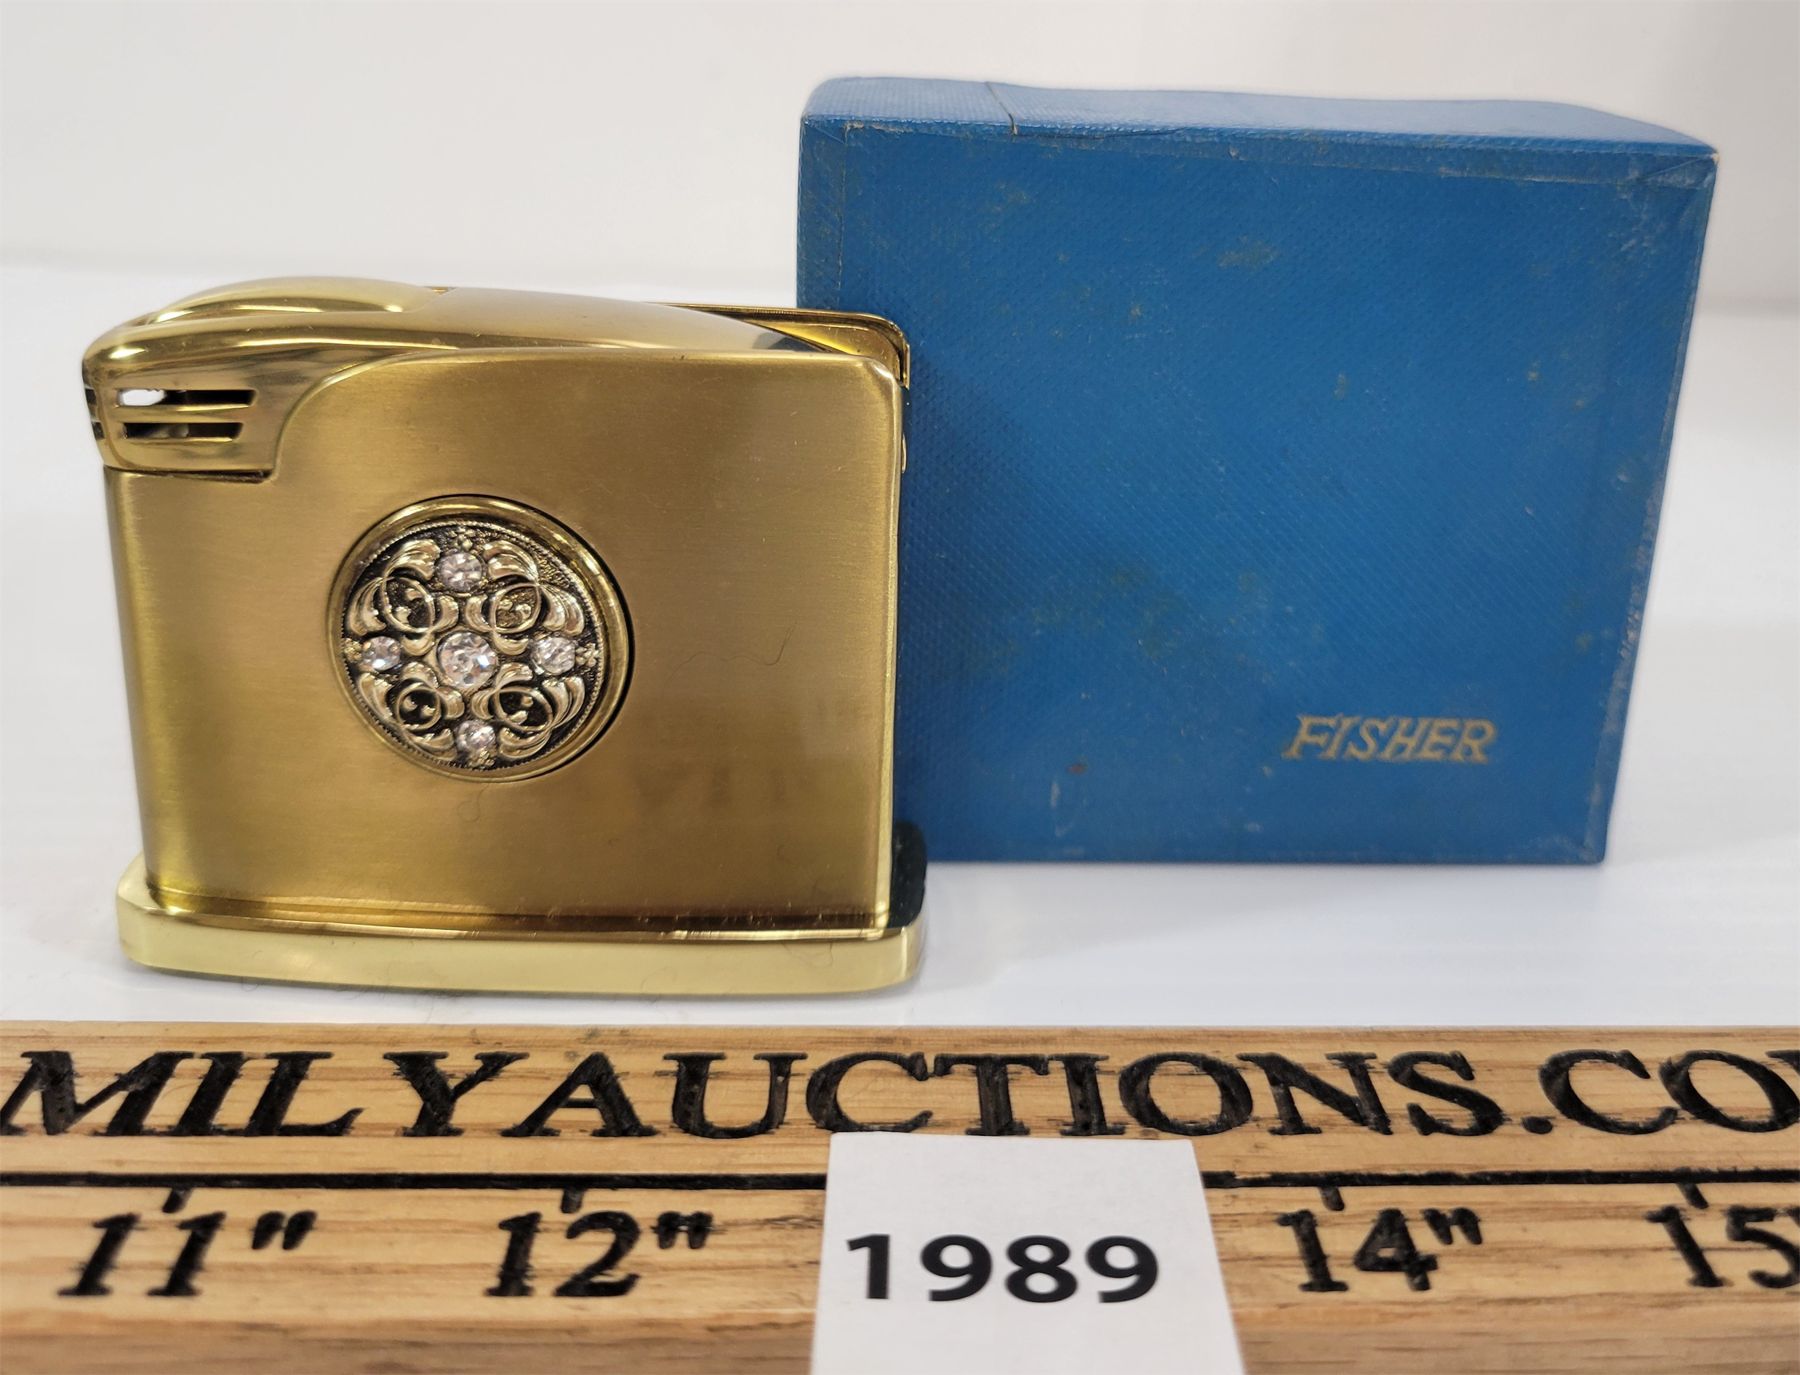 FISHER
MILYAUCTIONS.CO
11" 12" 14" 15
1989